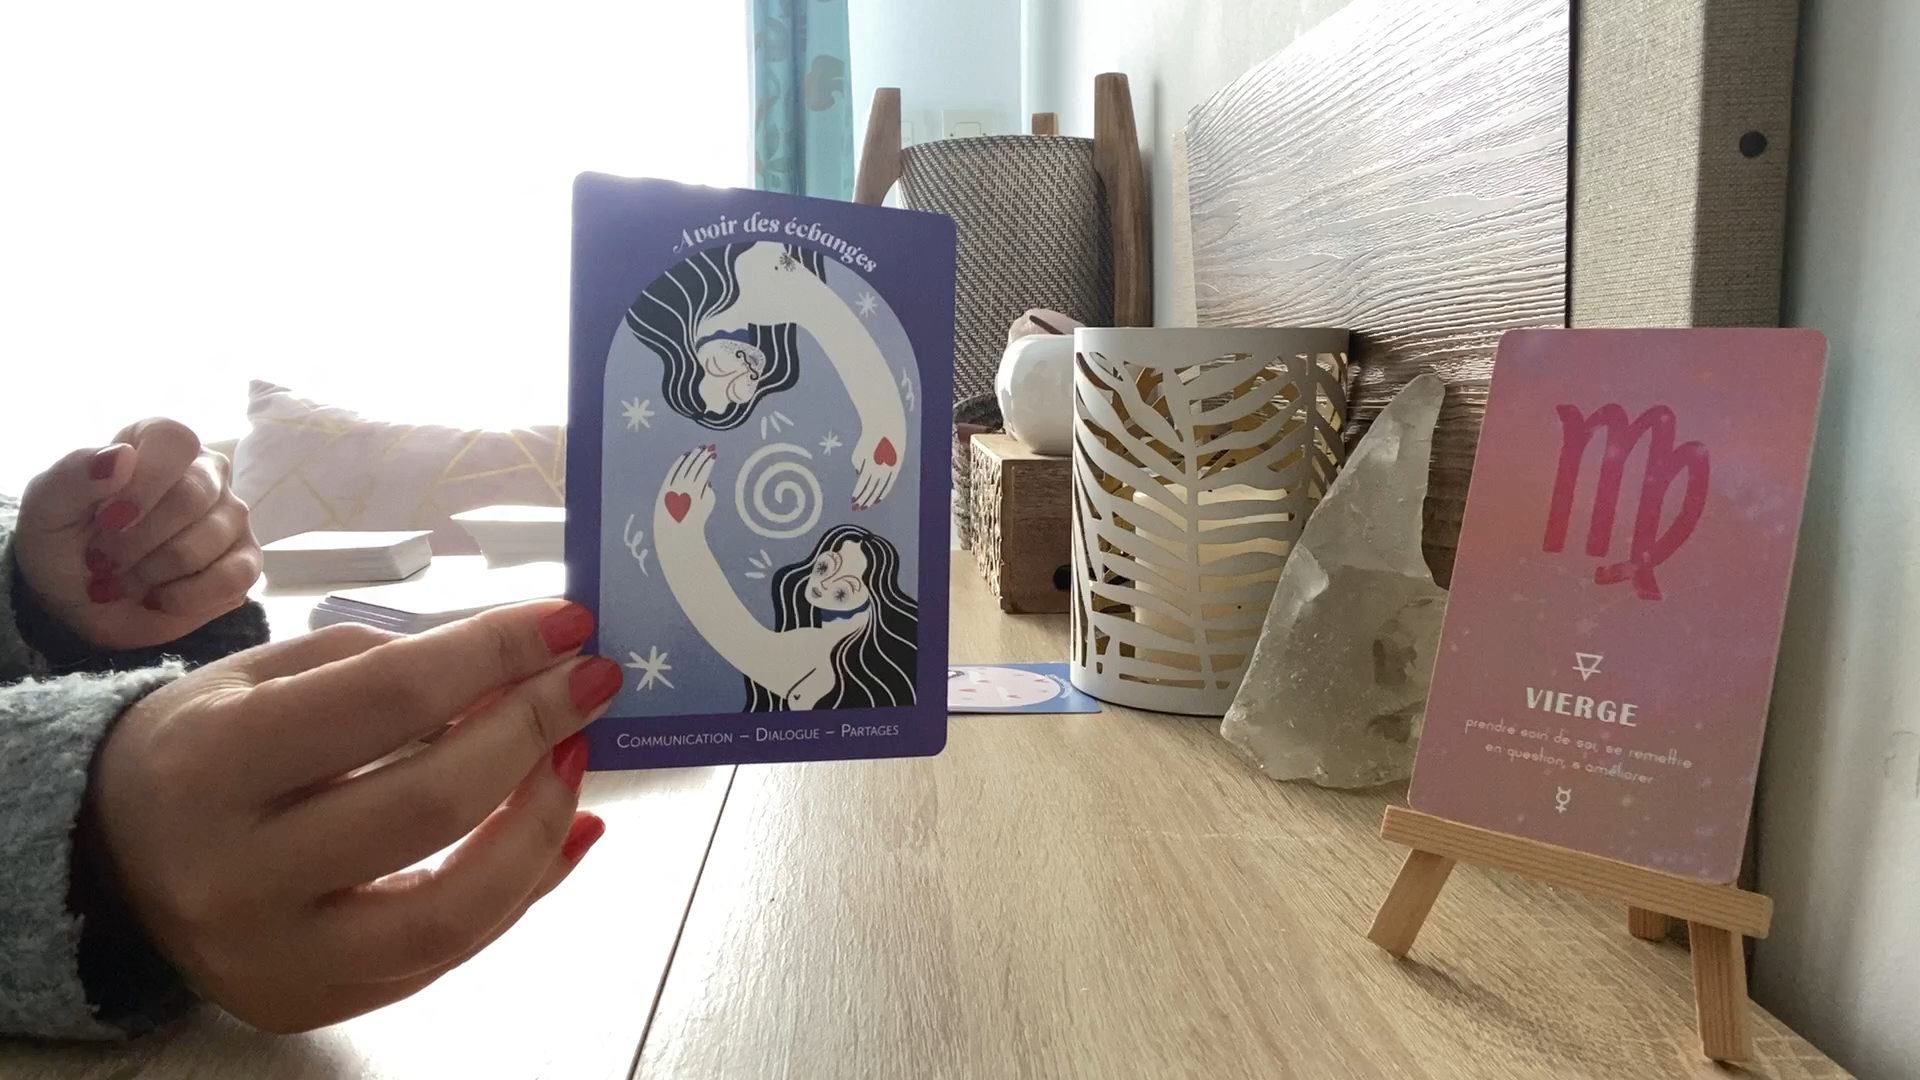 Avoir des échanges
COMMUNICATION – DIALOGUE – PARTAGES
VIERGE
prendre soin de soi, se remettre
en question, s'améliorer